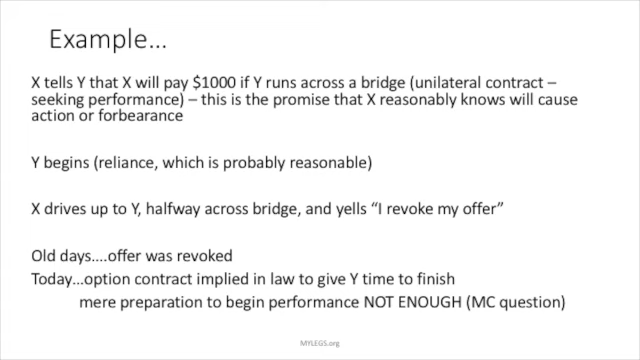 Example...
X tells Y that X will pay $1000 if Y runs across a bridge (unilateral contract –
seeking performance) – this is the promise that X reasonably knows will cause
action or forbearance
Y begins (reliance, which is probably reasonable)
X drives up to Y, halfway across bridge, and yells “I revoke my offer”
Old days....offer was revoked
Today...option contract implied in law to give Y time to finish
mere preparation to begin performance NOT ENOUGH (MC question)
MYLEGS.org